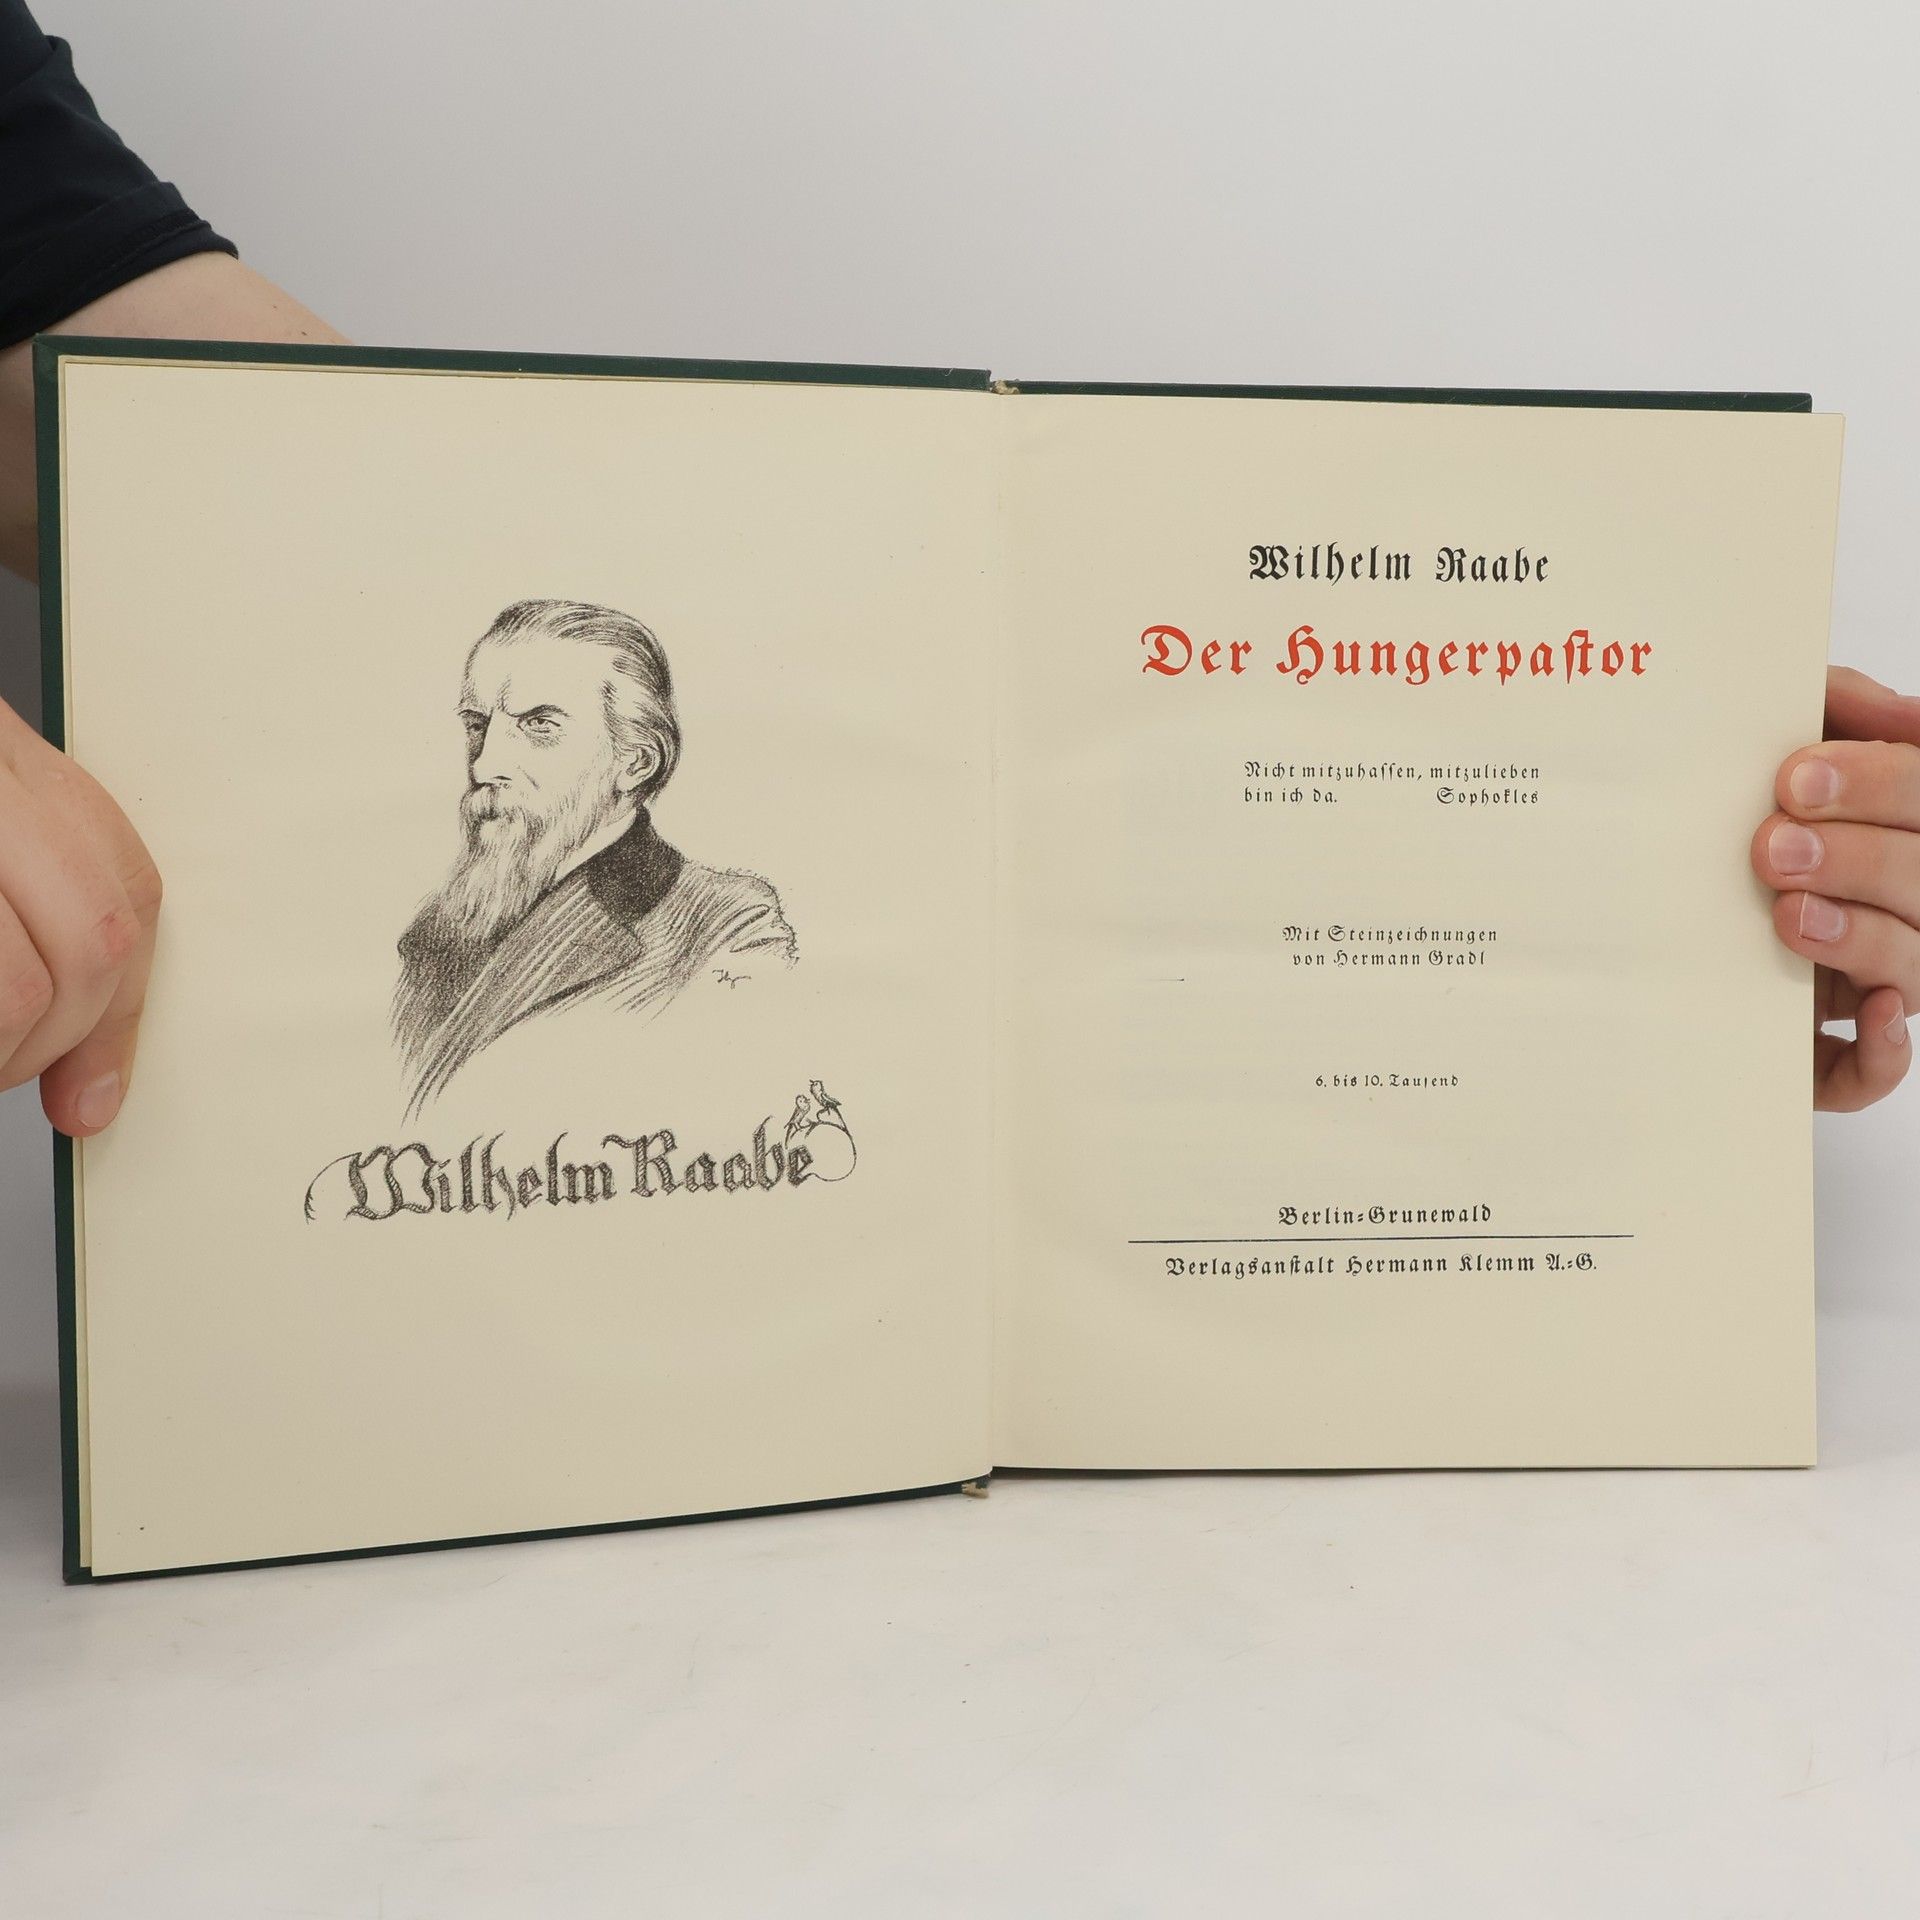 Wilhelm Raabe
Wilhelm Raabe
Der Hungerpaſtor
Nicht mitzuhaſſen, mitzulieben
bin ich da. Sophokles
Mit Steinzeichnungen
von Hermann Gradl
6. bis 10. Tauſend
Berlin=Grunewald
Verlagsanſtalt Hermann Klemm A.=G.